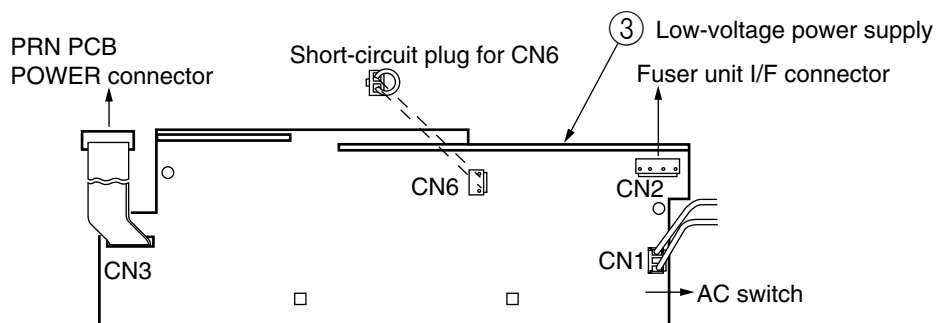 PRN PCB
POWER connector
Short-circuit plug for CN6
3 Low-voltage power supply
Fuser unit I/F connector
CN6
CN2
CN3
CN1
AC switch